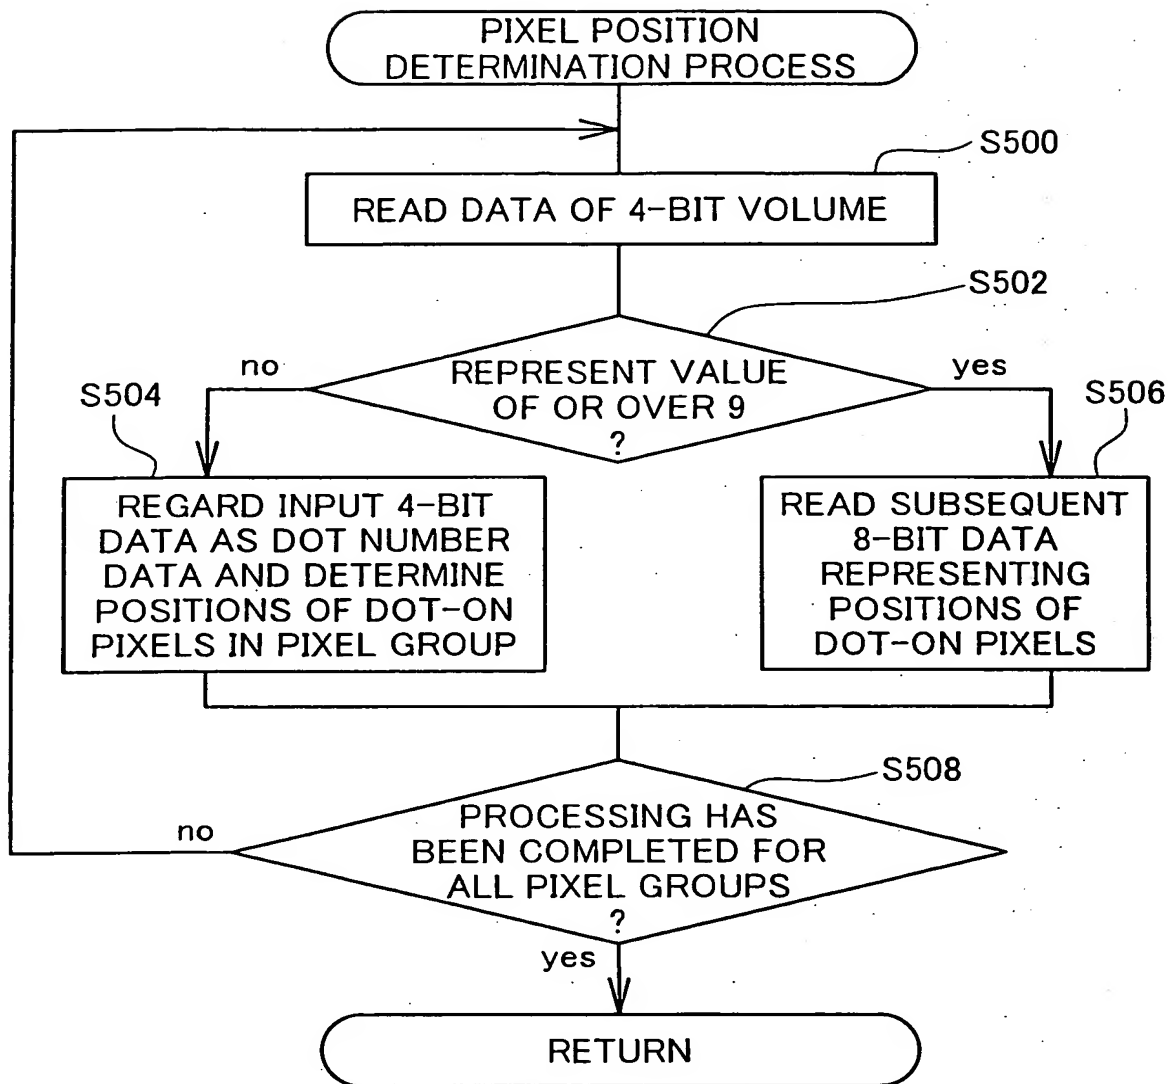 PIXEL POSITION
DETERMINATION PROCESS
S500
READ DATA OF 4-BIT VOLUME
S502
no
REPRESENT VALUE
OF OR OVER 9
?
yes
S504
S506
REGARD INPUT 4-BIT
DATA AS DOT NUMBER
DATA AND DETERMINE
POSITIONS OF DOT-ON
PIXELS IN PIXEL GROUP
READ SUBSEQUENT
8-BIT DATA
REPRESENTING
POSITIONS OF
DOT-ON PIXELS
S508
no
PROCESSING HAS
BEEN COMPLETED FOR
ALL PIXEL GROUPS
?
yes
RETURN